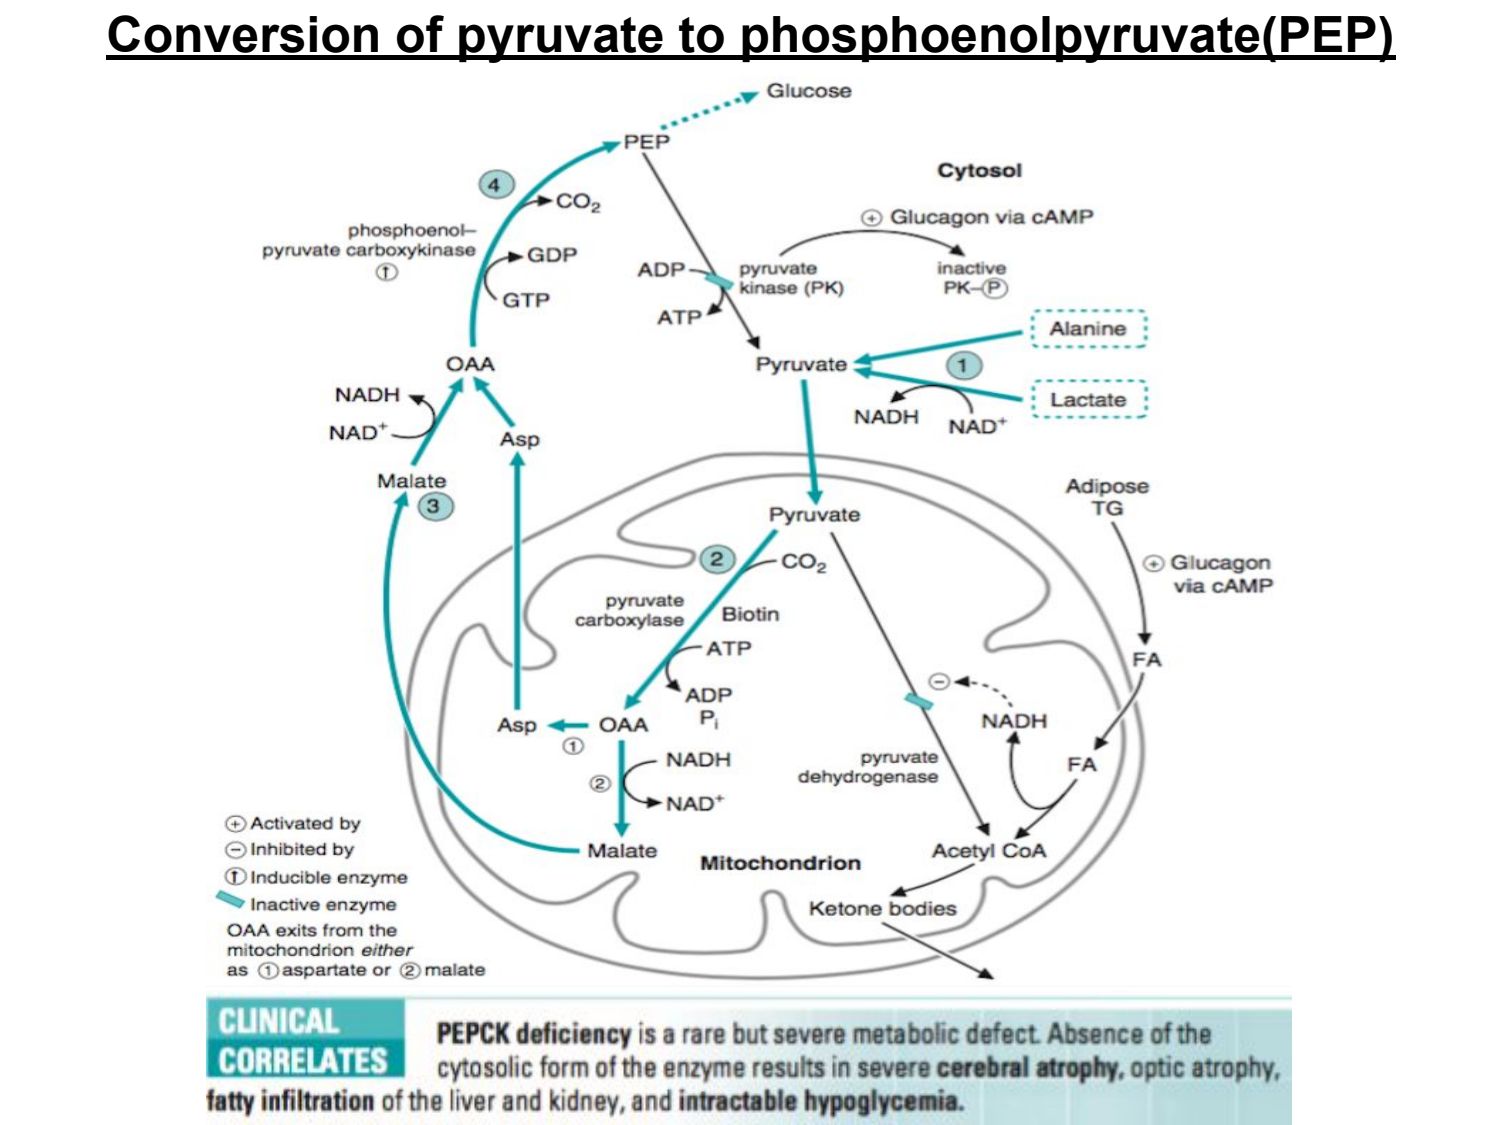 Conversion of pyruvate to phosphoenolpyruvate(PEP)
Glucose
PEP
Cytosol
4
CO₂
⊕ Glucagon via cAMP
phosphoenol–
pyruvate carboxykinase
↑
GDP
GTP
ADP
ATP
pyruvate
kinase (PK)
inactive
PK–P
Alanine
OAA
Pyruvate
1
Lactate
NADH
NAD⁺
NADH
NAD⁺
Asp
Malate
3
Adipose
TG
Pyruvate
2
CO₂
⊕ Glucagon
via cAMP
pyruvate
carboxylase
Biotin
ATP
ADP
Pᵢ
FA
⊖
NADH
Asp
OAA
①
②
NADH
NAD⁺
pyruvate
dehydrogenase
FA
Malate
Mitochondrion
Acetyl CoA
Ketone bodies
⊕ Activated by
⊖ Inhibited by
↑ Inducible enzyme
Inactive enzyme
OAA exits from the
mitochondrion either
as ① aspartate or ② malate
CLINICAL
CORRELATES
PEPCK deficiency is a rare but severe metabolic defect. Absence of the
cytosolic form of the enzyme results in severe cerebral atrophy, optic atrophy,
fatty infiltration of the liver and kidney, and intractable hypoglycemia.